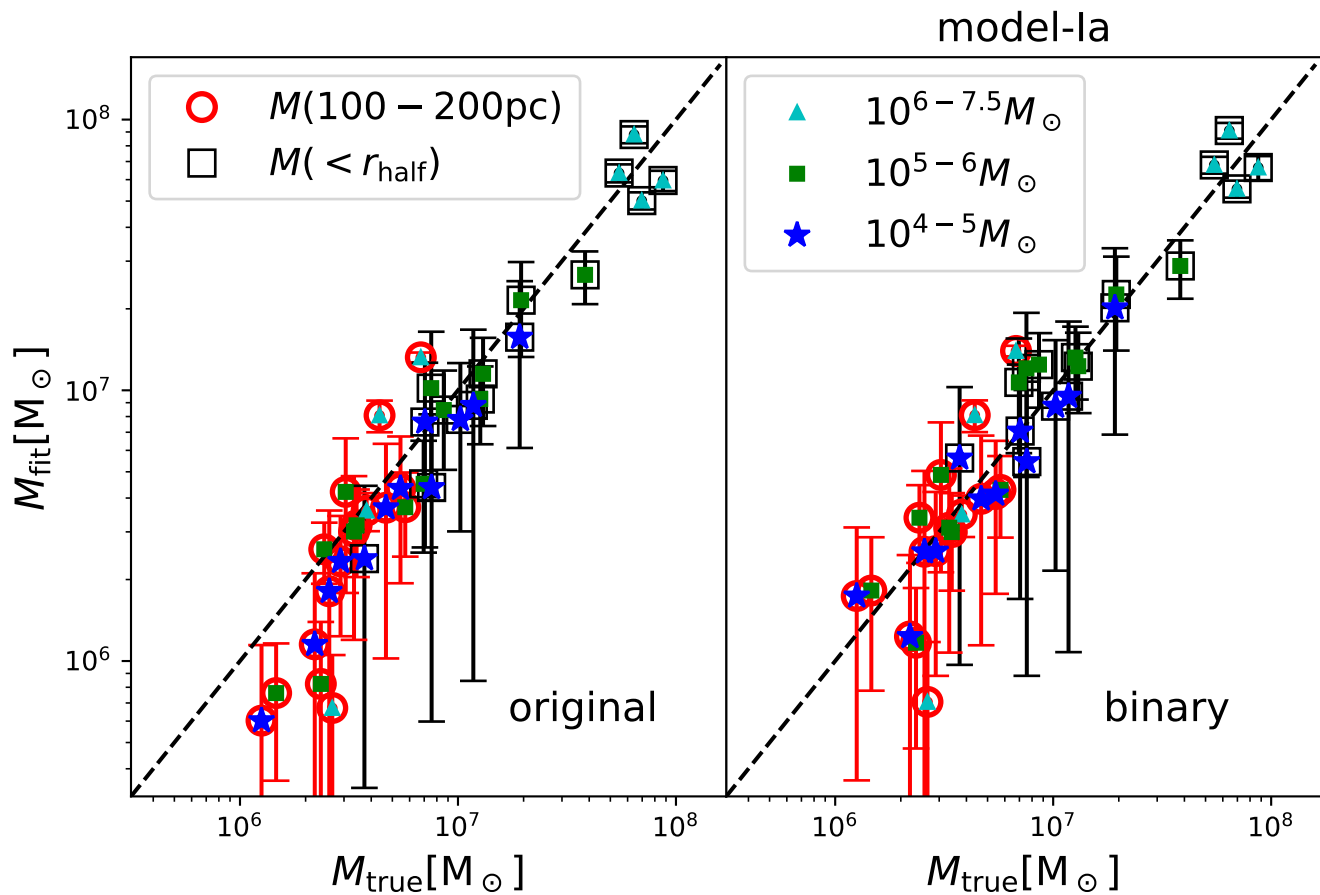 model-Ia
M(100 − 200pc)
M(< r_half)
10^{6−7.5}M_⊙
10^{5−6}M_⊙
10^{4−5}M_⊙
10^8
10^7
10^6
M_fit[M_⊙]
original
binary
10^6 10^7 10^8
10^6 10^7 10^8
M_true[M_⊙]
M_true[M_⊙]